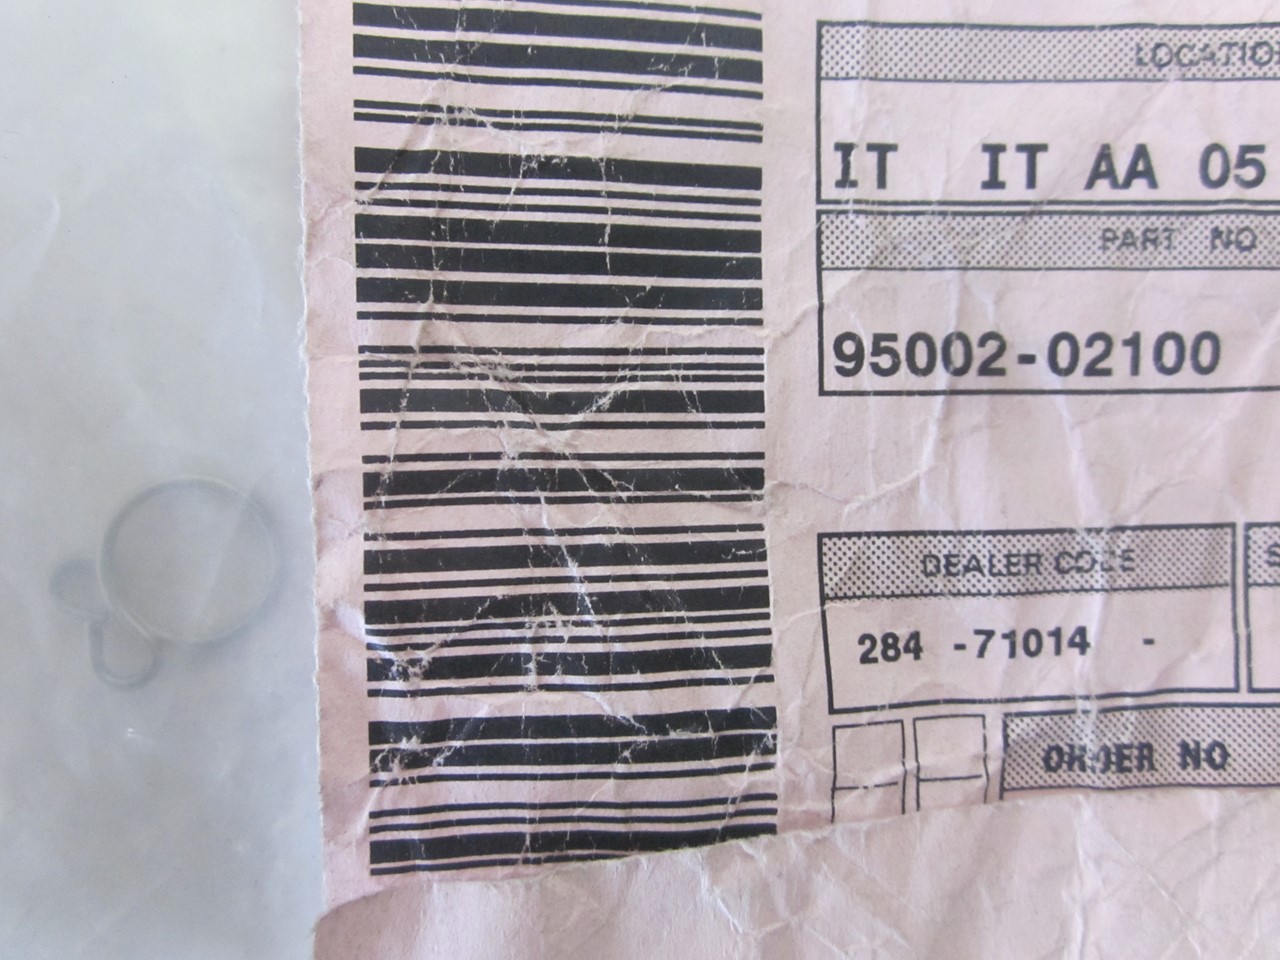 LOCATIO
IT IT AA 05
PART NO
95002-02100
DEALER CODE
S
284 -71014 -
ORDER NO